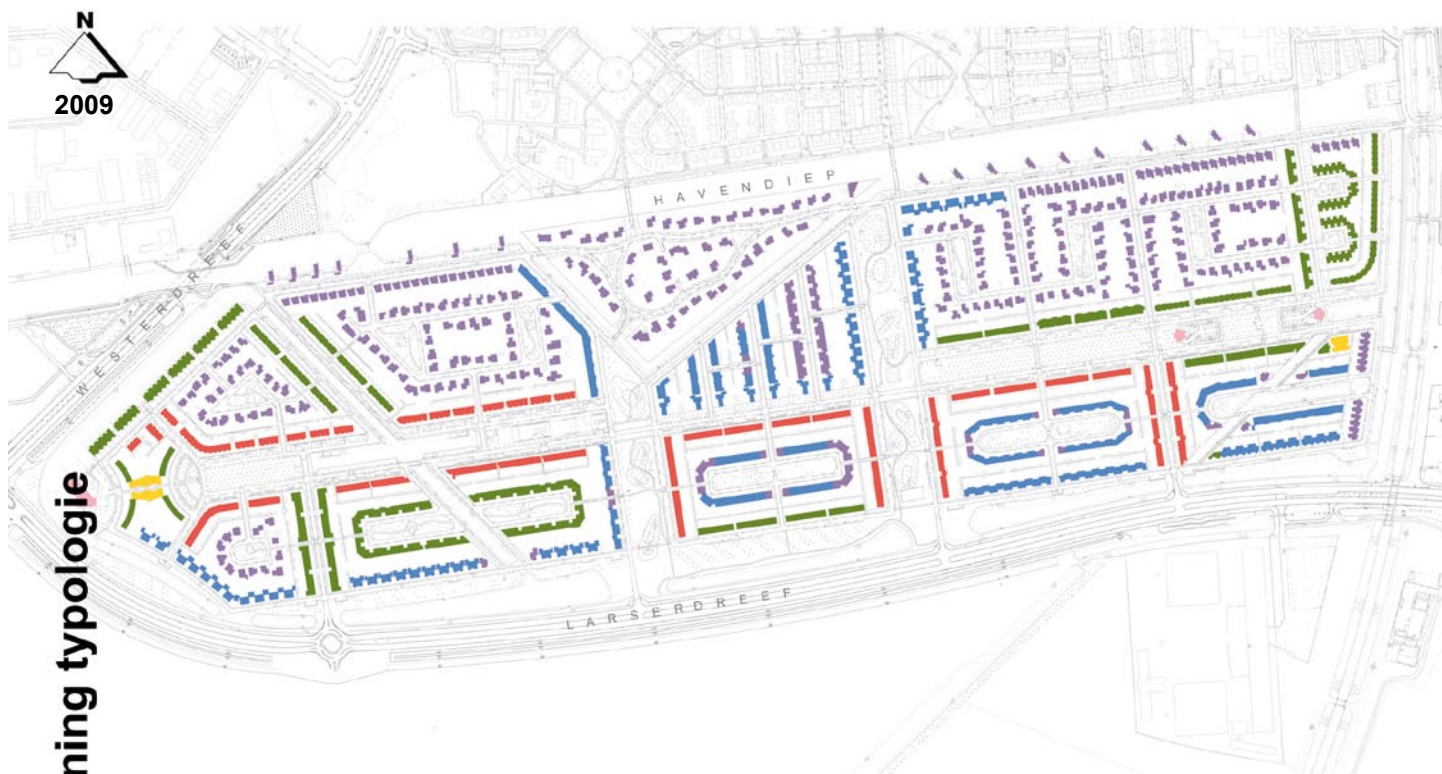 N
2009
HAVENDIEP
WESTERDREEF
LARSERDREEF
ning typologie